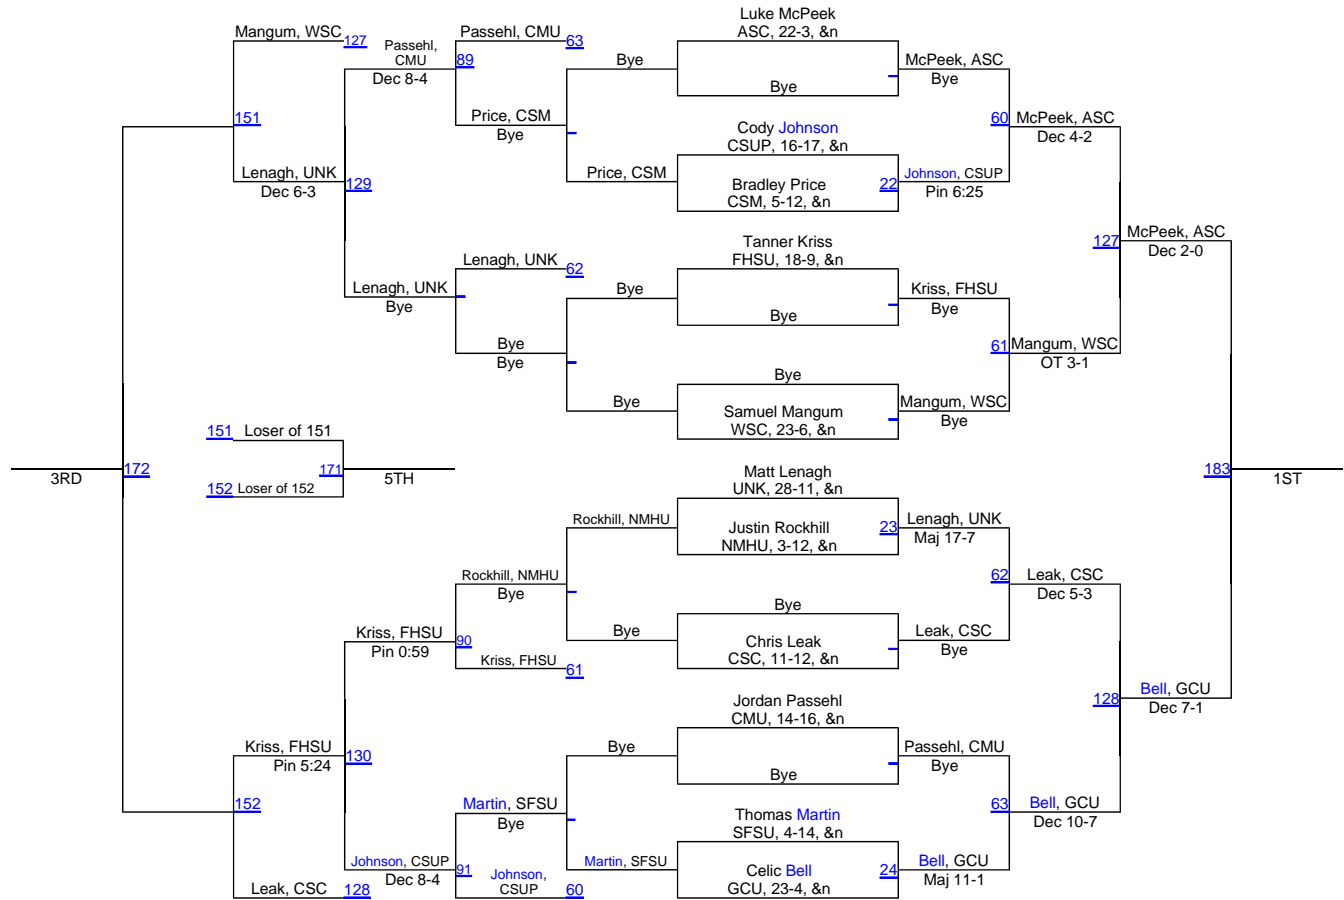 Luke McPeek
ASC, 22-3, &n
Bye
Cody Johnson
CSUP, 16-17, &n
Bradley Price
CSM, 5-12, &n
22
Tanner Kriss
FHSU, 18-9, &n
Bye
Bye
Samuel Mangum
WSC, 23-6, &n
Matt Lenagh
UNK, 28-11, &n
Justin Rockhill
NMHU, 3-12, &n
23
Bye
Chris Leak
CSC, 11-12, &n
Jordan Passehl
CMU, 14-16, &n
Bye
Thomas Martin
SFSU, 4-14, &n
Celic Bell
GCU, 23-4, &n
24
McPeek, ASC
Bye
60
Johnson, CSUP
Pin 6:25
Kriss, FHSU
Bye
61
Mangum, WSC
Bye
Lenagh, UNK
Maj 17-7
62
Leak, CSC
Bye
Passehl, CMU
Bye
63
Bell, GCU
Maj 11-1
McPeek, ASC
Dec 4-2
127
Mangum, WSC
OT 3-1
Leak, CSC
Dec 5-3
128
Bell, GCU
Dec 10-7
McPeek, ASC
Dec 2-0
183
Bell, GCU
Dec 7-1
1ST
Bye
Price, CSM
Bye
Bye
Rockhill, NMHU
Bye
Bye
Martin, SFSU
Passehl, CMU
63
89
Price, CSM
Bye
Lenagh, UNK
62
Bye
Bye
Rockhill, NMHU
Bye
90
Kriss, FHSU
61
Martin, SFSU
Bye
91
Johnson,
CSUP
60
Passehl,
CMU
Dec 8-4
129
Lenagh, UNK
Bye
Kriss, FHSU
Pin 0:59
130
Johnson, CSUP
Dec 8-4
Mangum, WSC
127
151
Lenagh, UNK
Dec 6-3
Kriss, FHSU
Pin 5:24
152
Leak, CSC
128
172
3RD
151
Loser of 151
171
152
Loser of 152
5TH